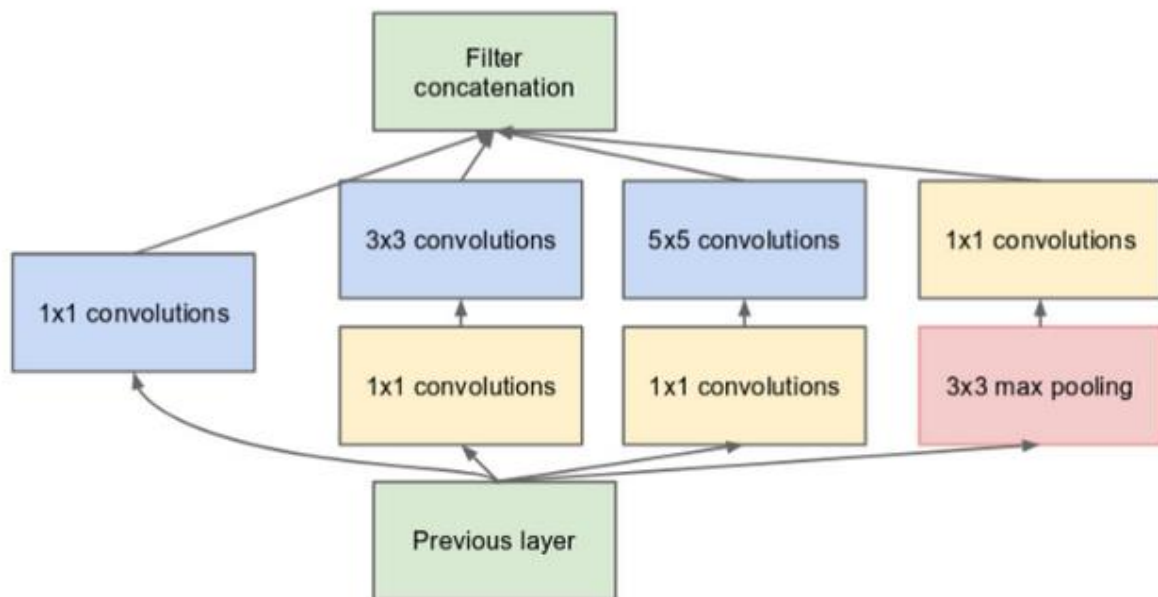 Filter
concatenation
3x3 convolutions
5x5 convolutions
1x1 convolutions
1x1 convolutions
1x1 convolutions
1x1 convolutions
3x3 max pooling
Previous layer